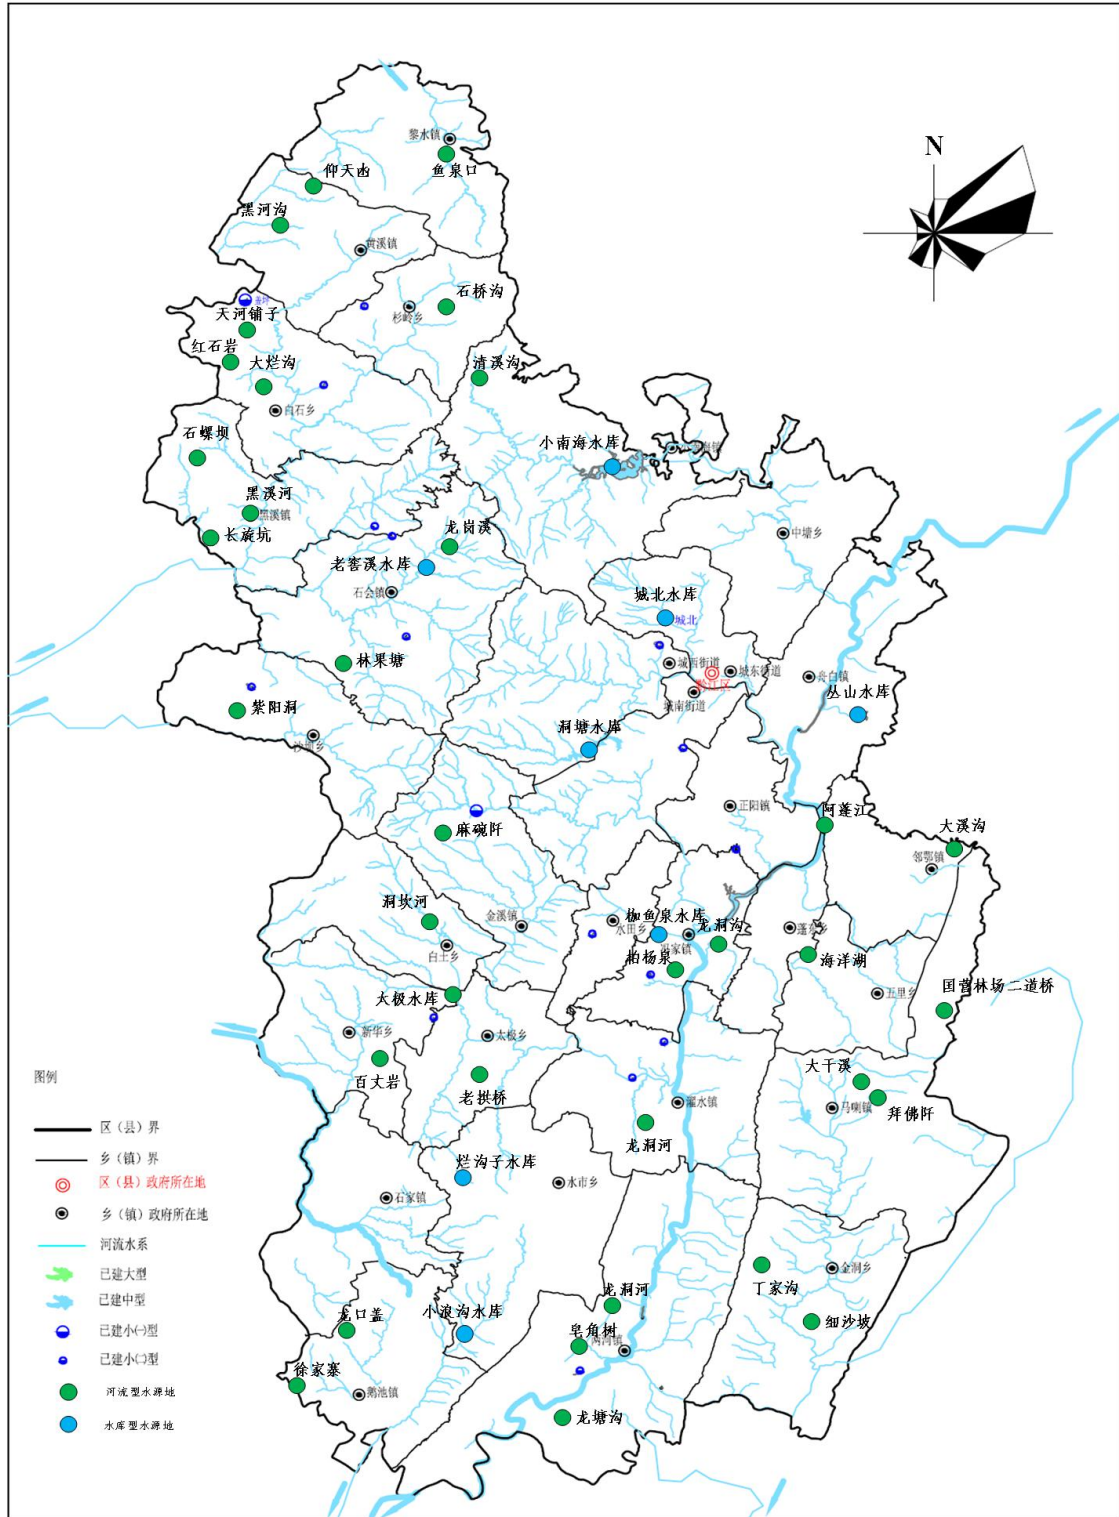 N
黎水镇
鱼泉口
仰天凼
黑河沟
黄溪镇
石桥沟
杉岭乡
天河铺子
红石岩
大烂沟
清溪沟
白石乡
石螺坝
小南海水库
黑溪河
黑溪镇
长旋坑
龙岗溪
中塘乡
老窖溪水库
石会镇
城北水库
城北
林果塘
城西街道
城东街道
黔江区
城南街道
舟白镇
丛山水库
紫阳洞
沙坝乡
洞塘水库
正阳镇
阿蓬江
麻碗阡
大溪沟
邻鄂镇
洞坎河
金溪镇
水田乡
枷鱼泉水库
龙洞沟
冯家镇
蓬东乡
白土乡
柏杨泉
海洋湖
太极水库
五里乡
国营林场二道桥
新华乡
太极乡
百丈岩
老拱桥
大干溪
马喇镇
拜佛阡
濯水镇
龙洞河
烂沟子水库
水市乡
石家镇
金洞乡
丁家沟
细沙坡
龙洞河
龙口盖
小浪沟水库
皂角树
两河镇
徐家寨
鹅池镇
龙塘沟
图例
区（县）界
乡（镇）界
区（县）政府所在地
乡（镇）政府所在地
河流水系
已建大型
已建中型
已建小㈠型
已建小㈡型
河流型水源地
水库型水源地